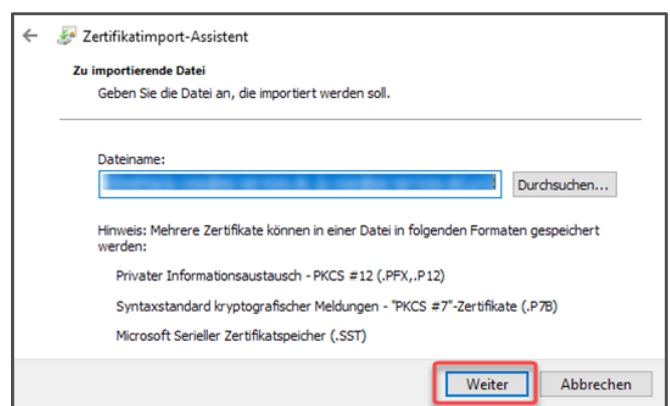 Zertifikatimport-Assistent
Zu importierende Datei
Geben Sie die Datei an, die importiert werden soll.
Dateiname:
Durchsuchen...
Hinweis: Mehrere Zertifikate können in einer Datei in folgenden Formaten gespeichert
werden:
Privater Informationsaustausch - PKCS #12 (.PFX,.P12)
Syntaxstandard kryptografischer Meldungen - "PKCS #7"-Zertifikate (.P7B)
Microsoft Serieller Zertifikatspeicher (.SST)
Weiter Abbrechen